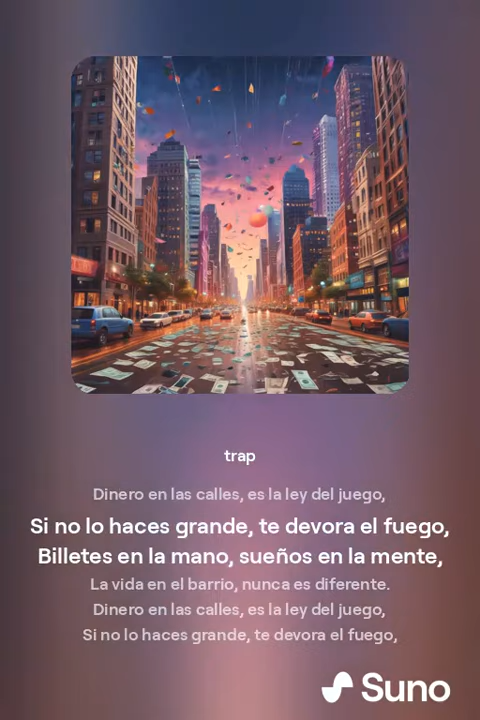 trap
Dinero en las calles, es la ley del juego,
Si no lo haces grande, te devora el fuego,
Billetes en la mano, sueños en la mente,
La vida en el barrio, nunca es diferente.
Dinero en las calles, es la ley del juego,
Si no lo haces grande, te devora el fuego,
Suno